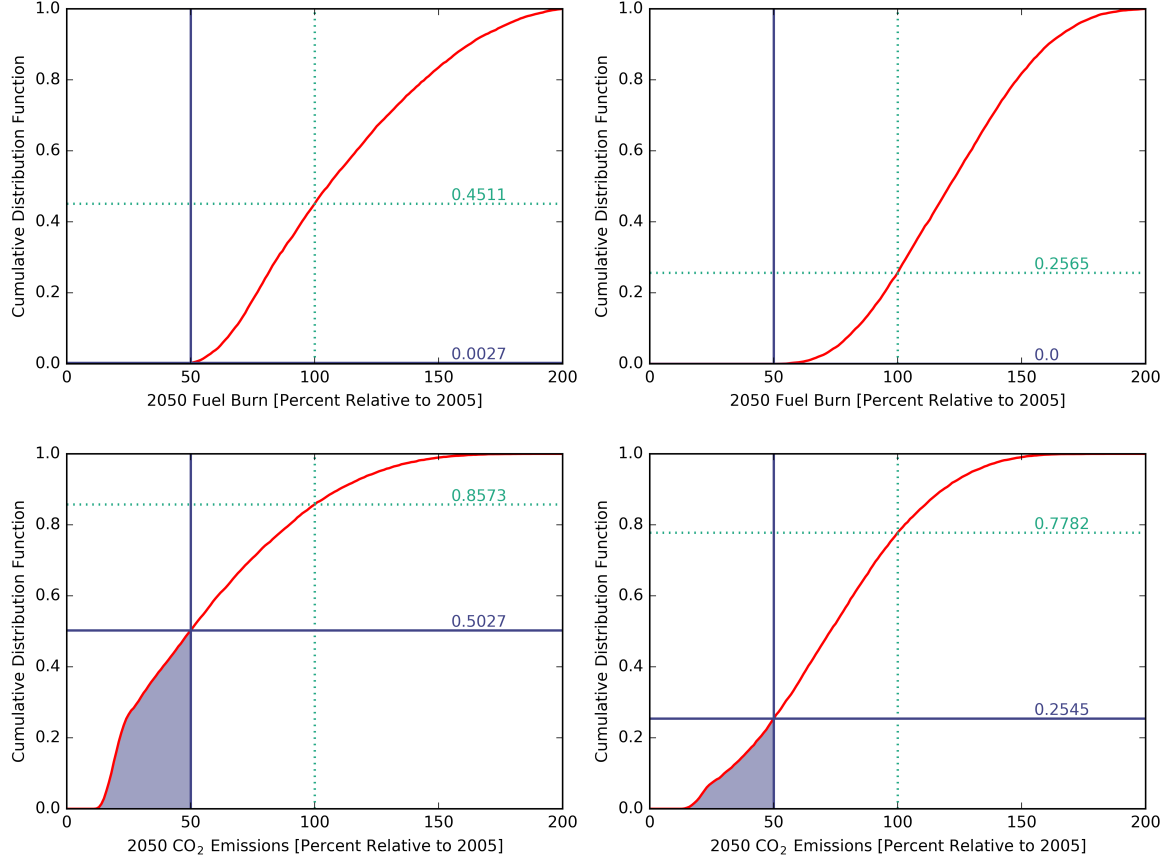 Cumulative Distribution Function
1.0
0.8
0.6
0.4
0.2
0.0
0.4511
0.0027
0 50 100 150 200
2050 Fuel Burn [Percent Relative to 2005]
Cumulative Distribution Function
1.0
0.8
0.6
0.4
0.2
0.0
0.2565
0.0
0 50 100 150 200
2050 Fuel Burn [Percent Relative to 2005]
Cumulative Distribution Function
1.0
0.8
0.6
0.4
0.2
0.0
0.8573
0.5027
0 50 100 150 200
2050 CO₂ Emissions [Percent Relative to 2005]
Cumulative Distribution Function
1.0
0.8
0.6
0.4
0.2
0.0
0.7782
0.2545
0 50 100 150 200
2050 CO₂ Emissions [Percent Relative to 2005]